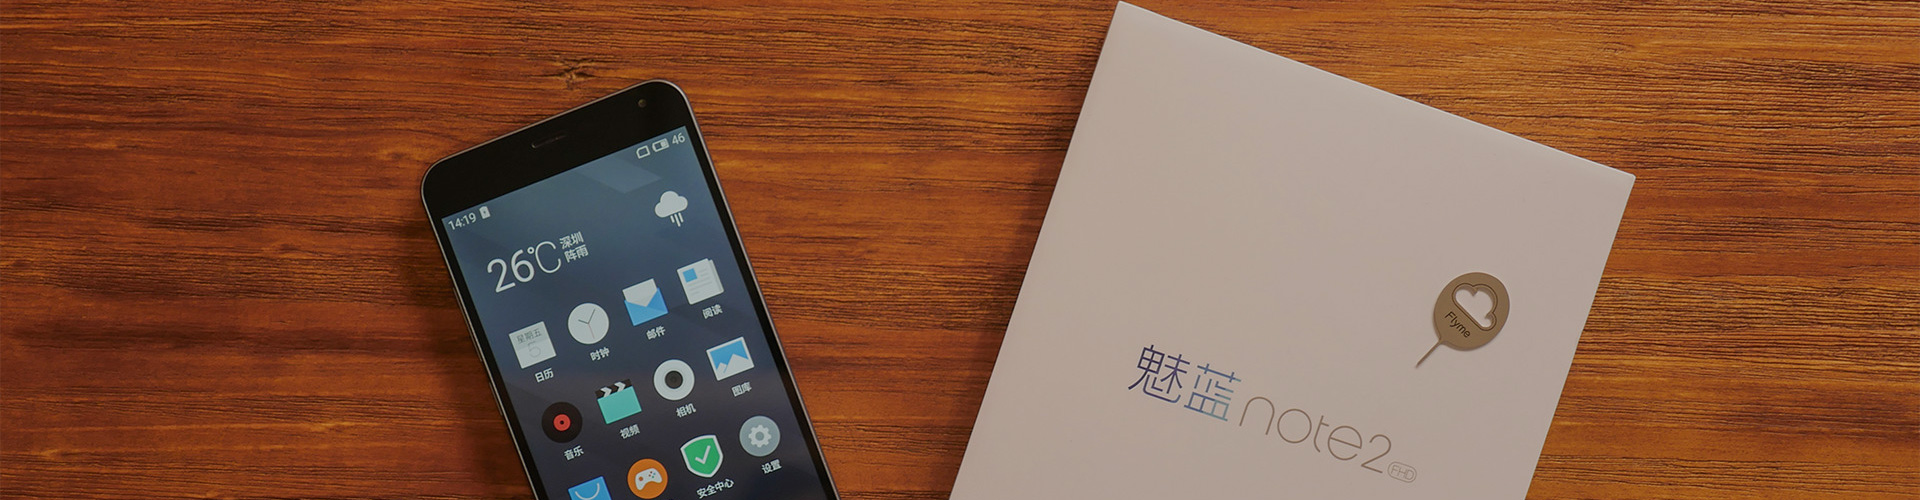 46
14:19
26℃
深圳
阵雨
星期五
5
日历
时钟
邮件
阅读
音乐
视频
相机
图库
安全中心
设置
Flyme
魅蓝 note2 FHD